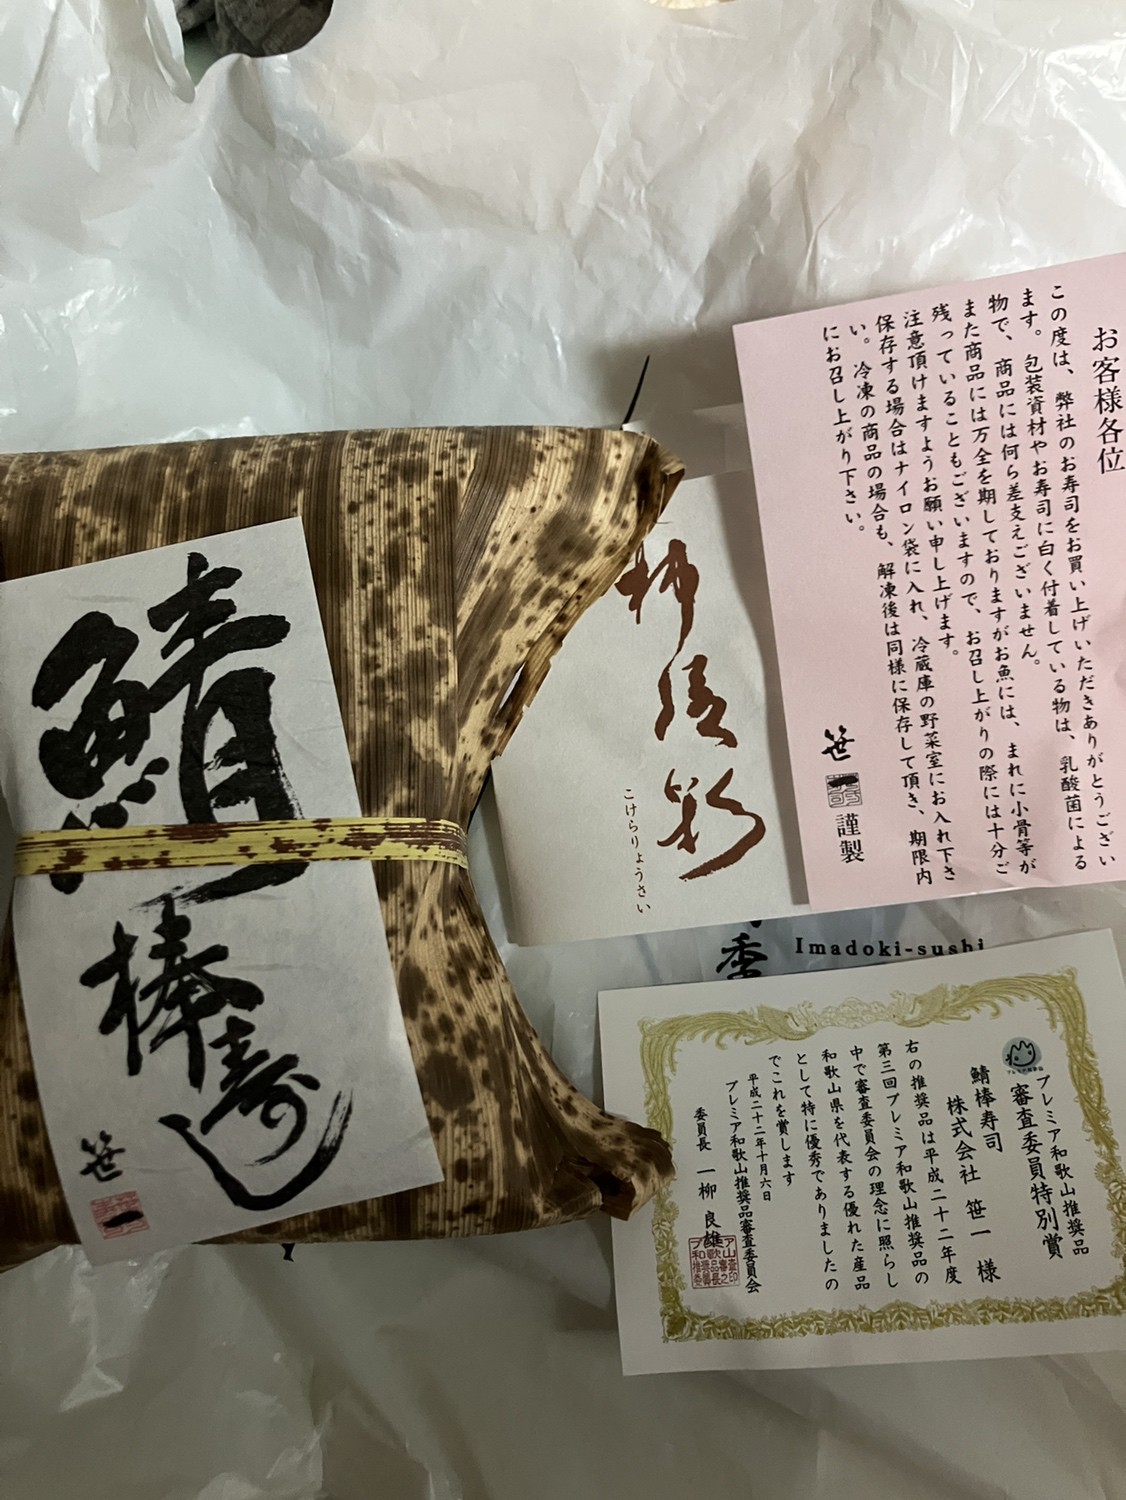 鯖
棒寿し
笹一
柿涼彩
こけらりょうさい
お客様各位
この度は、弊社のお寿司をお買い上げいただきありがとうござい
ます。包装資材やお寿司に白く付着している物は、乳酸菌による
物で、商品には何ら差支えございません。
また商品には万全を期しておりますがお魚には、まれに小骨等が
残っていることもございますので、お召し上がりの際には十分ご
注意頂けますようお願い申し上げます。
保存する場合はナイロン袋に入れ、冷蔵庫の野菜室にお入れ下さ
い。冷凍の商品の場合も、解凍後は同様に保存して頂き、期限内
にお召し上がり下さい。
笹一謹製
季
Imadoki-sushi
プレミア和歌山推奨品
審査委員特別賞
鯖棒寿司
株式会社 笹一 様
右の推奨品は平成二十二年度
第三回プレミア和歌山推奨品の
中で審査委員会の理念に照らし
和歌山県を代表する優れた産品
として特に優秀でありましたの
でこれを賞します
平成二十二年十月六日
プレミア和歌山推奨品審査委員会
委員長 一柳 良雄